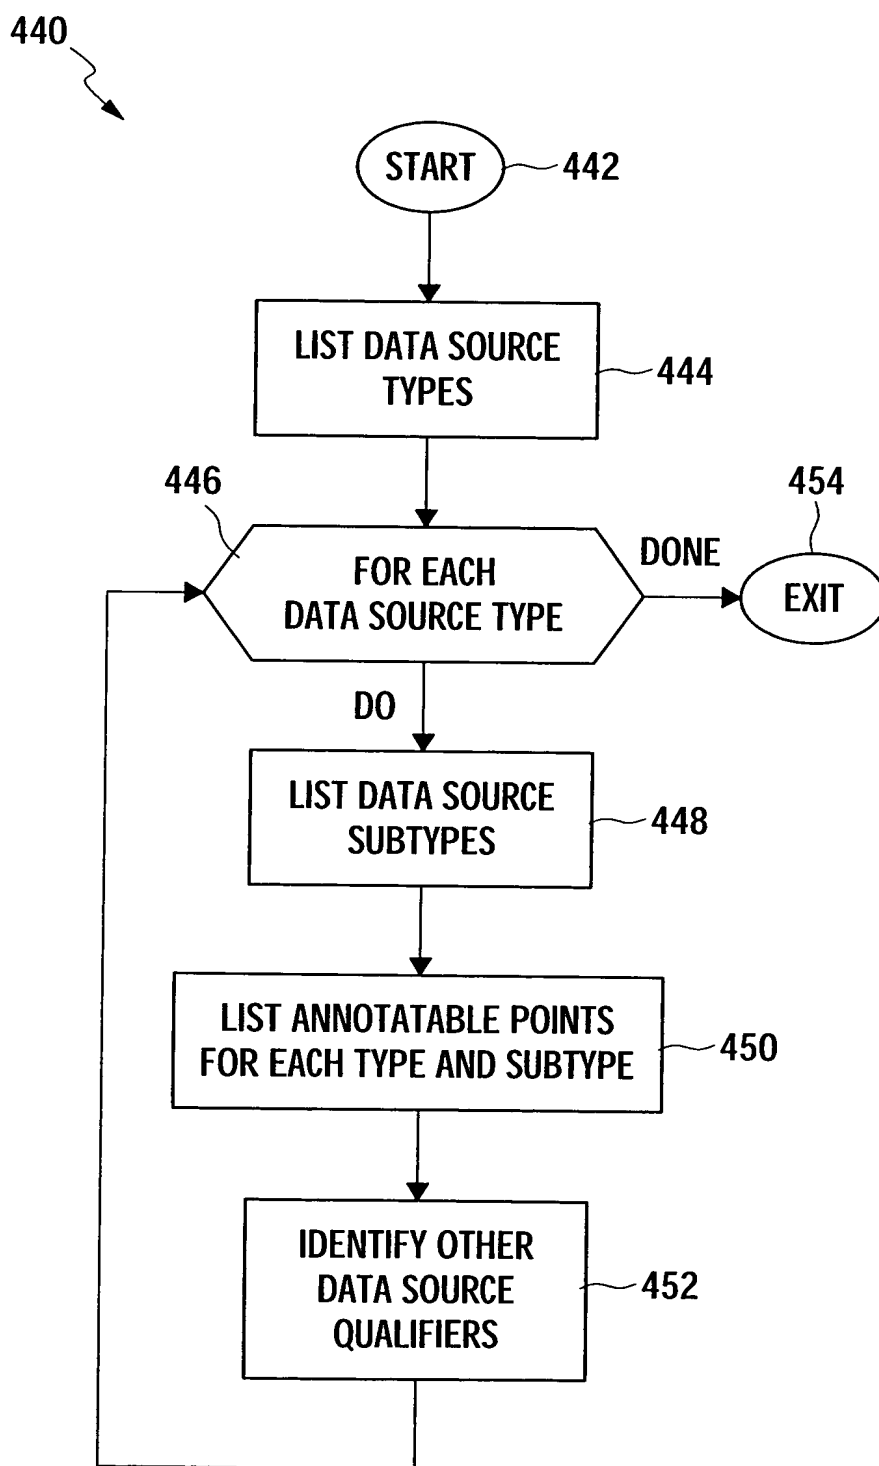 440
START
442
LIST DATA SOURCE
TYPES
444
446
FOR EACH
DATA SOURCE TYPE
DONE
454
EXIT
DO
LIST DATA SOURCE
SUBTYPES
448
LIST ANNOTATABLE POINTS
FOR EACH TYPE AND SUBTYPE
450
IDENTIFY OTHER
DATA SOURCE
QUALIFIERS
452